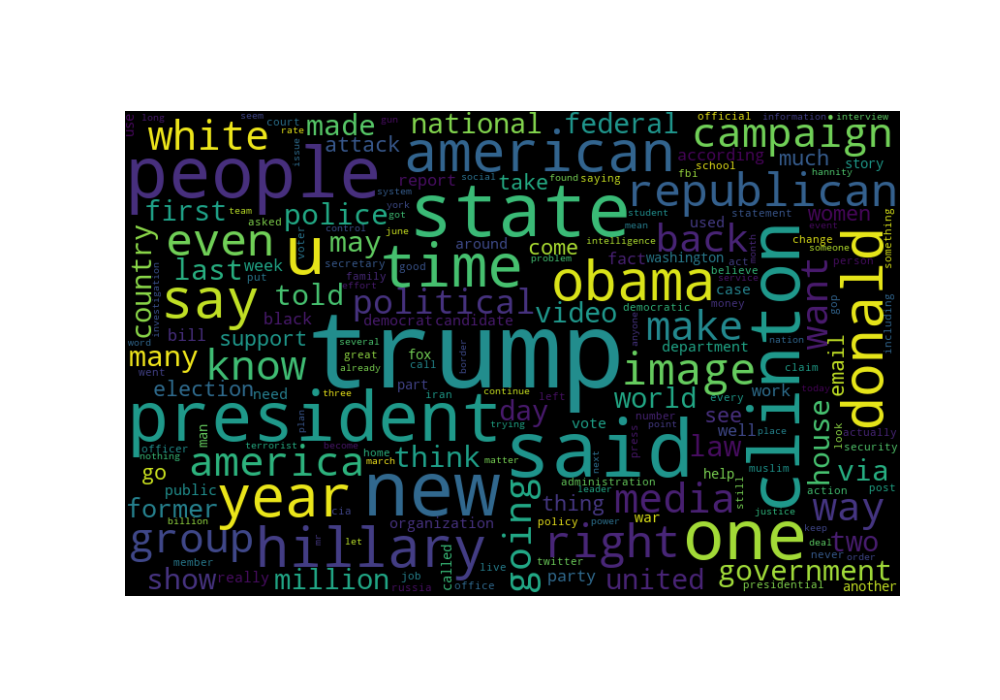 use
long
seem
court
gun
official
information
interview
white
rate
issue
made
national
federal
campaign
attack
american
according
much
story
people
report
social
take
found
saying
school
fbi
hannity
republican
system
first
team
police
york
got
state
student
mean
statement
used
women
event
asked
june
control
even
u
may
around
come
intelligence
fact
back
washington
change
someone
something
country
voter
time
problem
last
week
secretary
good
obama
believe
act
month
case
person
put
family
effort
service
say
told
political
democratic
money
want
donald
investigation
black
democrat
candidate
video
anyone
make
clinton
nation
gop
including
word
bill
support
trump
several
great
already
fox
call
border
department
many
went
know
image
claim
email
election
need
part
iran
three
continue
world
work
every
today
president
man
plan
day
left
trying
vote
number
point
see
well
place
house
look
actually
officer
nothing
terrorist
become
said
press
law
security
go
america
home
march
think
matter
next
administration
help
muslim
action
via
post
public
year
cia
new
leader
going
thing
media
still
justice
former
billion
let
organization
policy
power
war
one
keep
way
group
hillary
mr
called
twitter
right
deal
never
two
order
member
live
party
united
government
show
really
million
job
russia
office
presidential
another